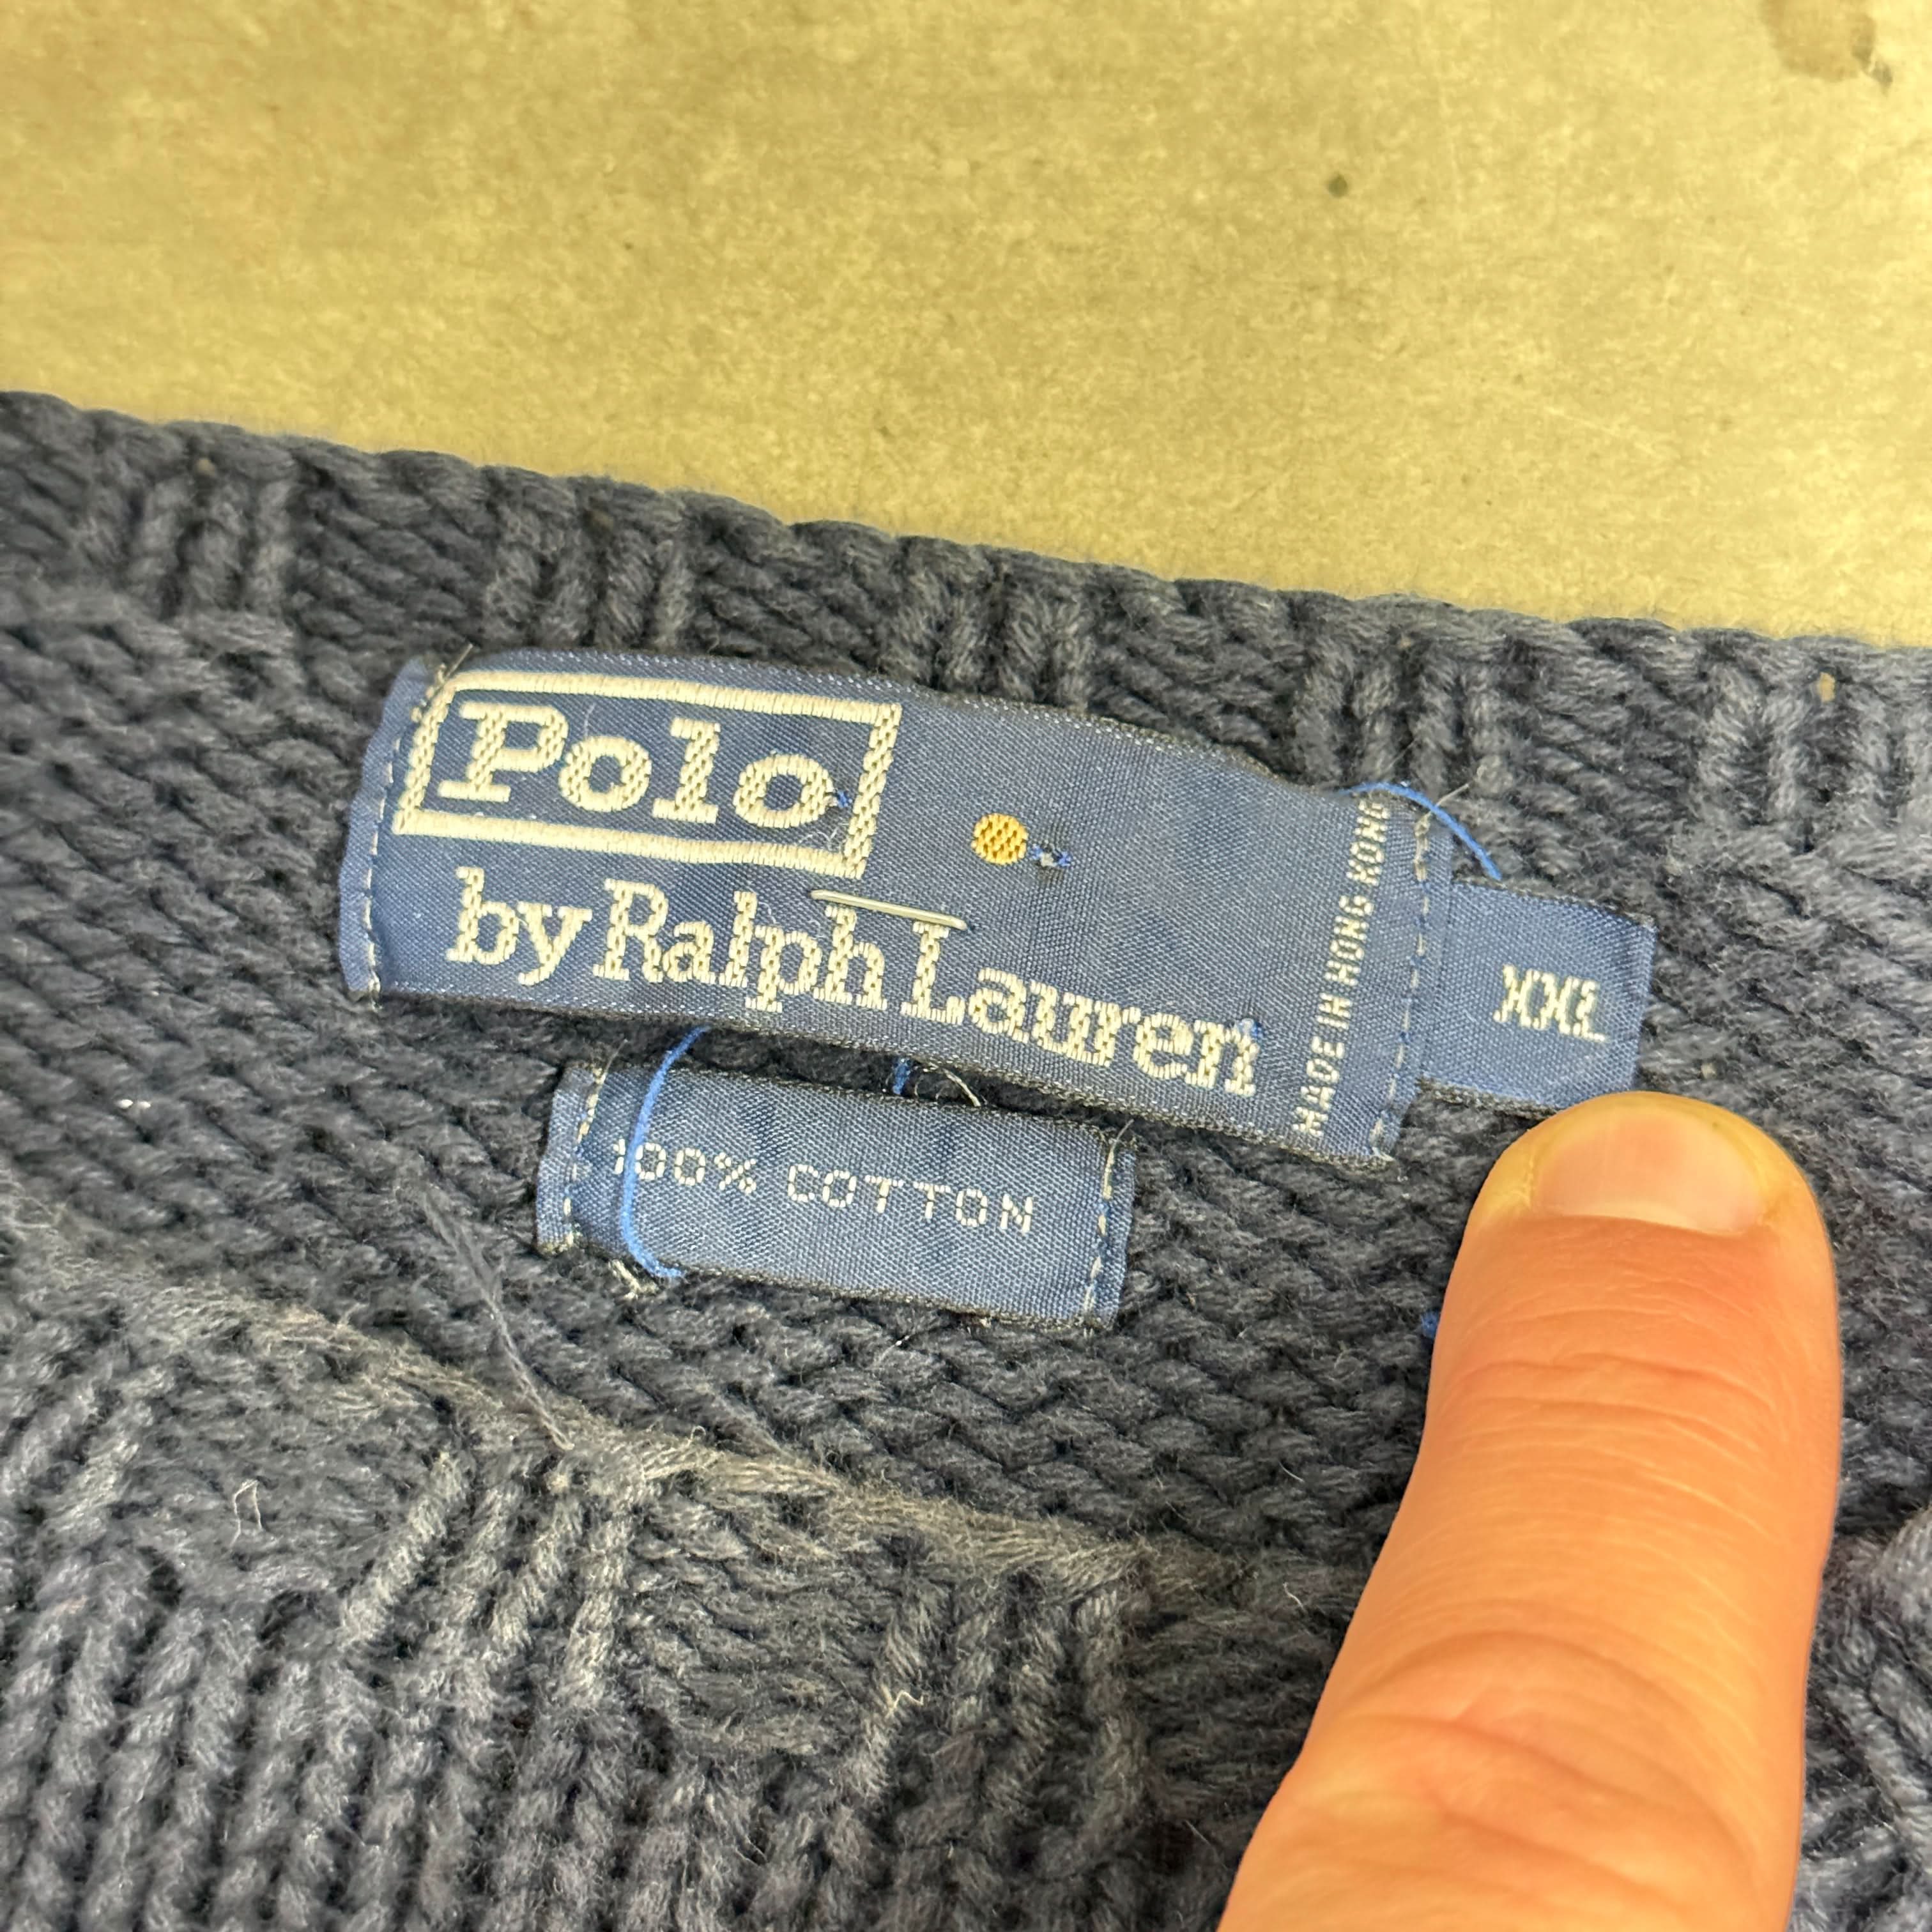 Polo
by Ralph Lauren
MADE IN HONG KONG
XXL
100% COTTON